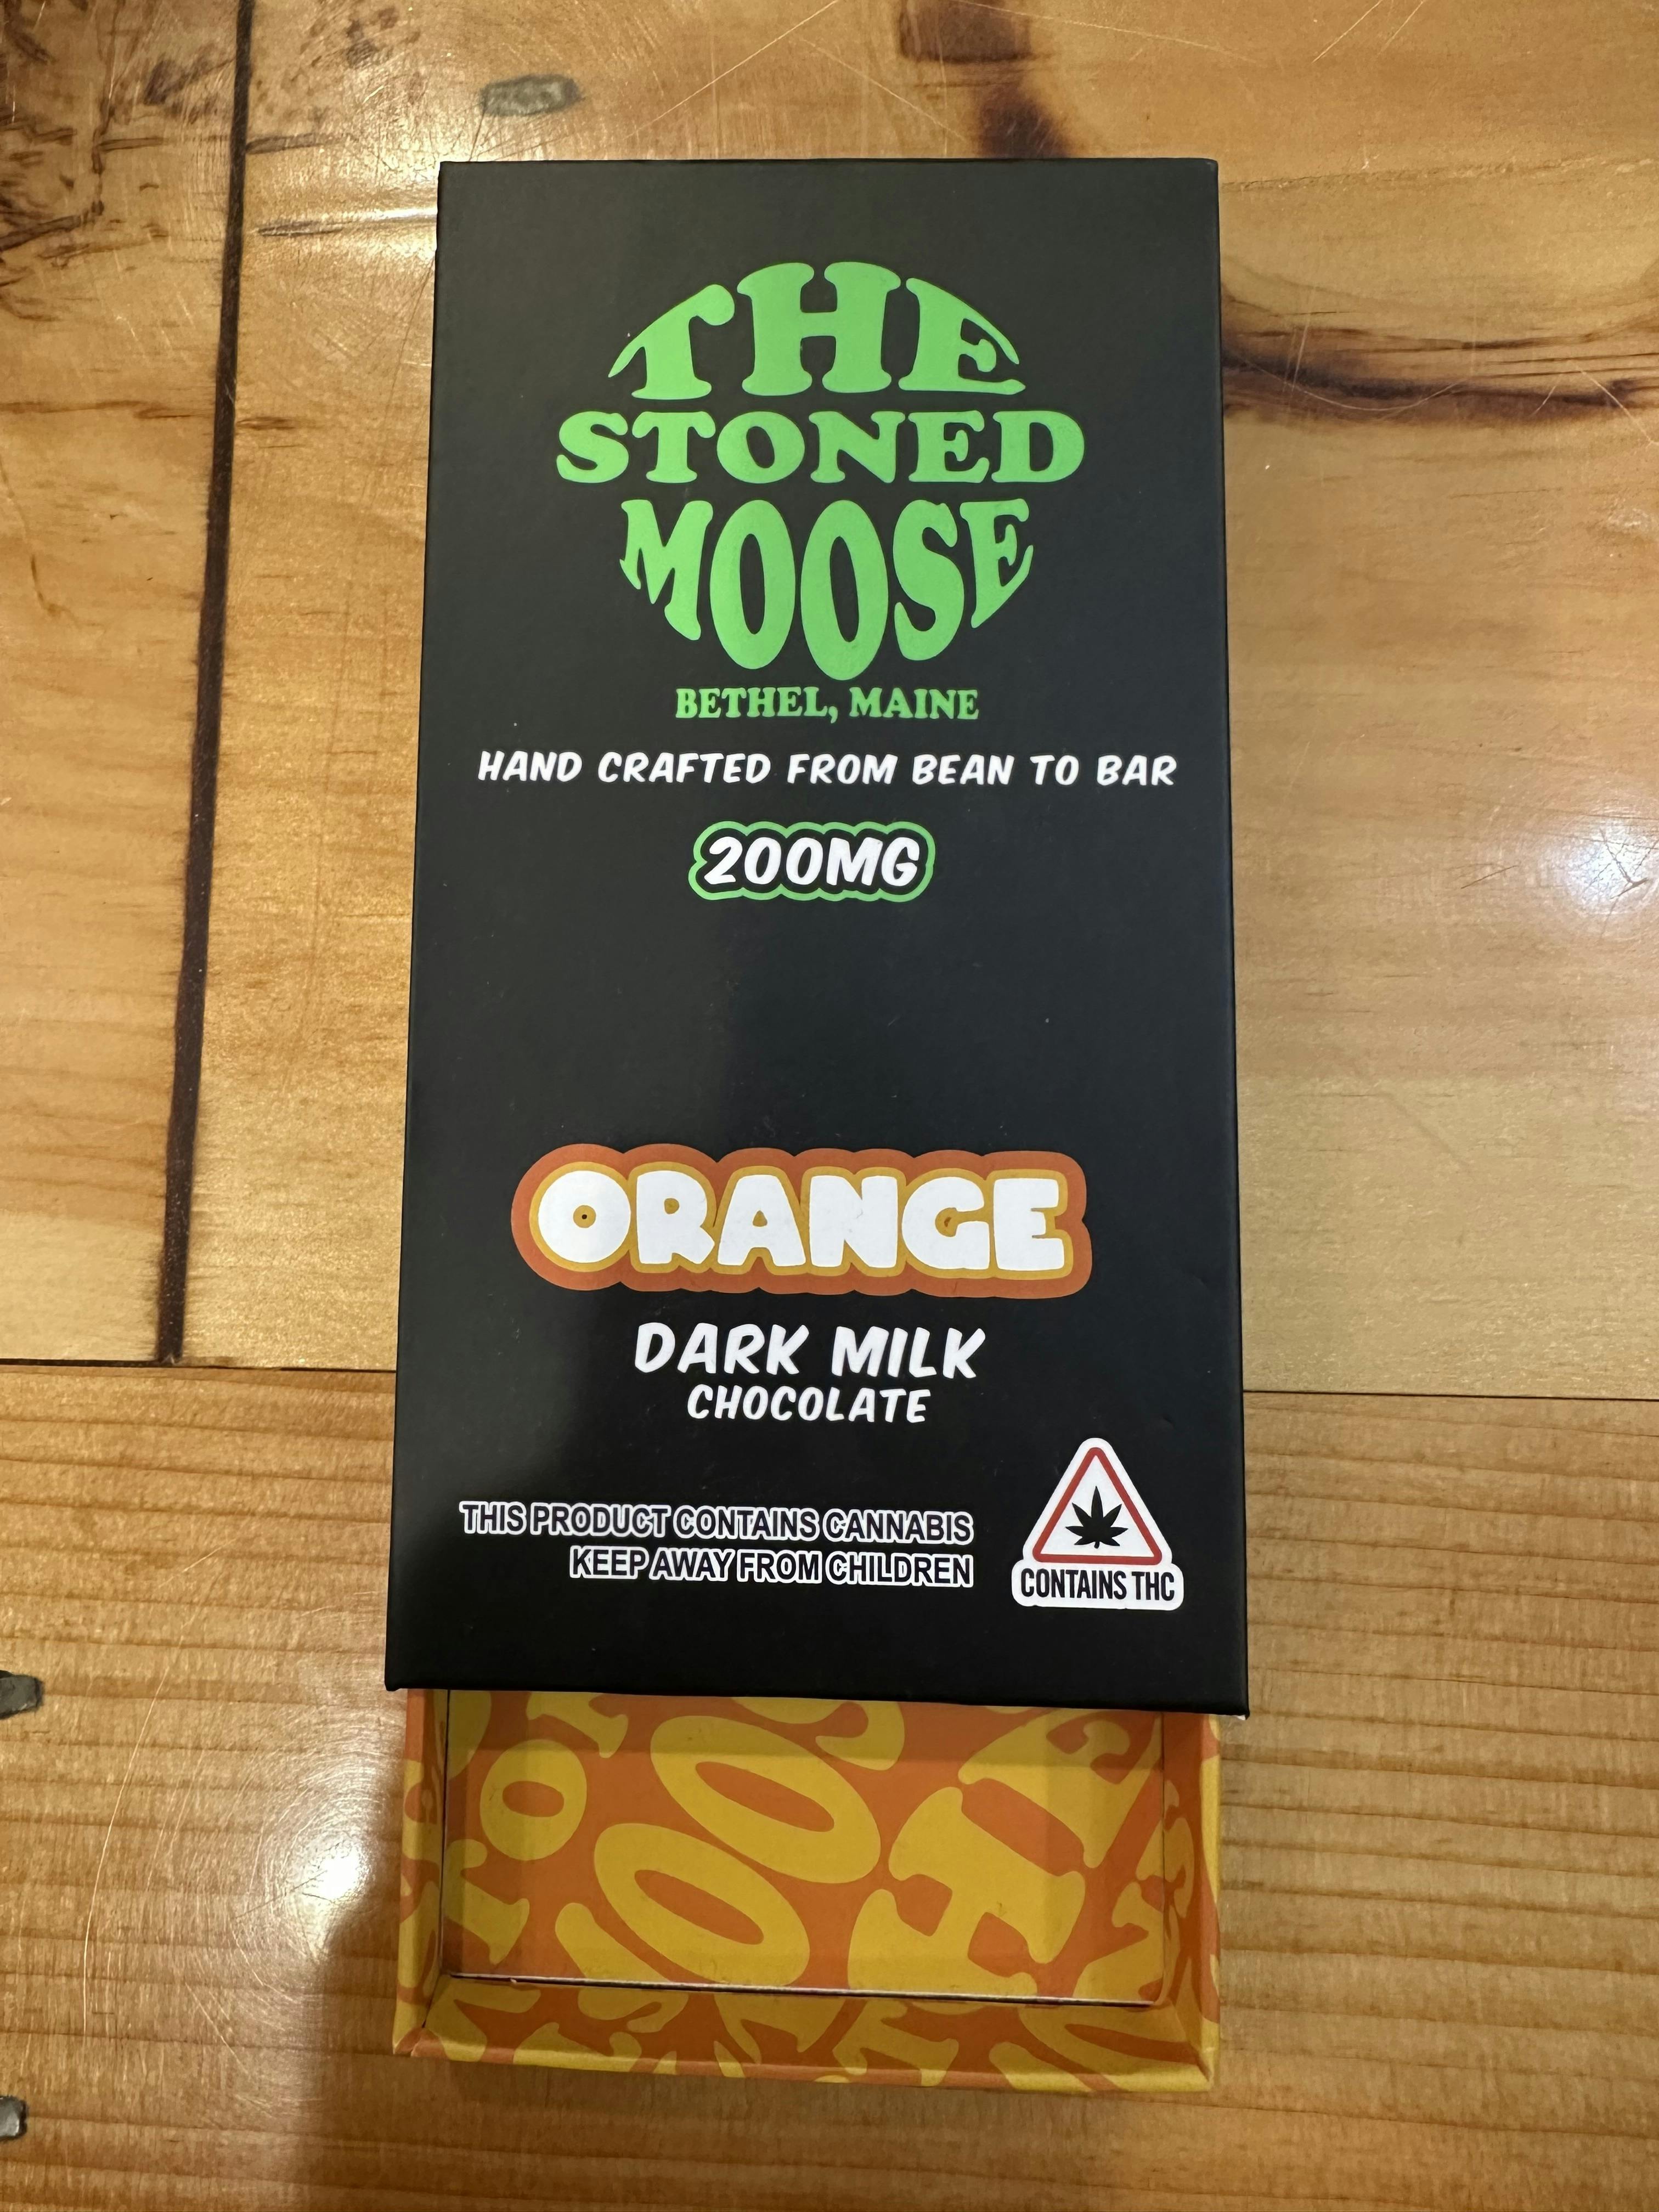 THE
STONED
MOOSE
BETHEL, MAINE
HAND CRAFTED FROM BEAN TO BAR
200MG
ORANGE
DARK MILK
CHOCOLATE
THIS PRODUCT CONTAINS CANNABIS
KEEP AWAY FROM CHILDREN
CONTAINS THC